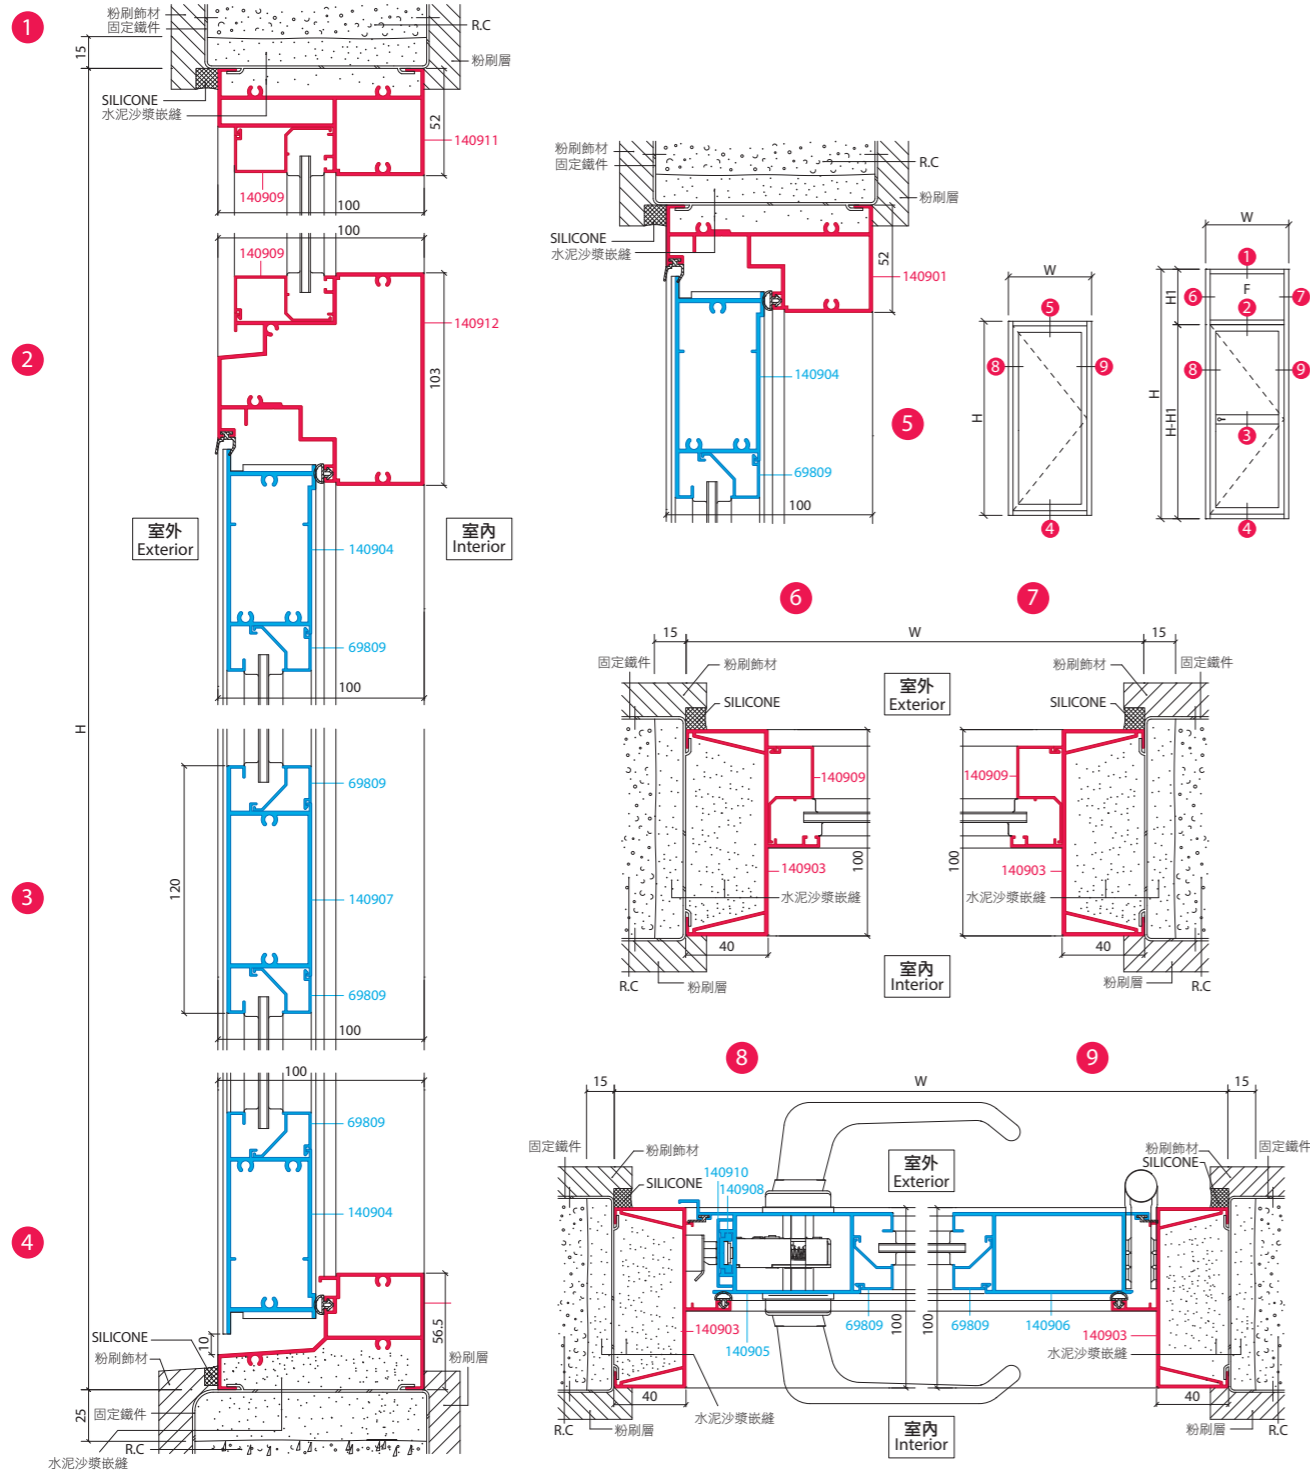 1
粉刷飾材
固定鐵件
R.C
15
粉刷層
SILICONE
水泥沙漿嵌縫
52
140911
140909
100
100
140909
140912
2
103
室外
Exterior
室內
Interior
140904
69809
100
H
69809
120
140907
3
69809
100
100
69809
140904
4
10
56.5
SILICONE
粉刷飾材
粉刷層
固定鐵件
25
R.C
水泥沙漿嵌縫
粉刷飾材
固定鐵件
R.C
粉刷層
SILICONE
水泥沙漿嵌縫
52
140901
140904
5
69809
100
W
5
8
9
H
4
W
1
H1
F
6
7
2
8
9
H
H-H1
3
4
6
7
15
W
15
固定鐵件
粉刷飾材
粉刷飾材
固定鐵件
室外
Exterior
SILICONE
SILICONE
140909
140909
100
100
140903
140903
水泥沙漿嵌縫
水泥沙漿嵌縫
40
40
室內
Interior
R.C
粉刷層
粉刷層
R.C
8
9
15
W
15
固定鐵件
粉刷飾材
粉刷飾材
固定鐵件
室外
Exterior
SILICONE
SILICONE
140910
140908
140903
140905
69809
100
100
69809
140906
140903
水泥沙漿嵌縫
40
40
水泥沙漿嵌縫
R.C
粉刷層
粉刷層
R.C
室內
Interior